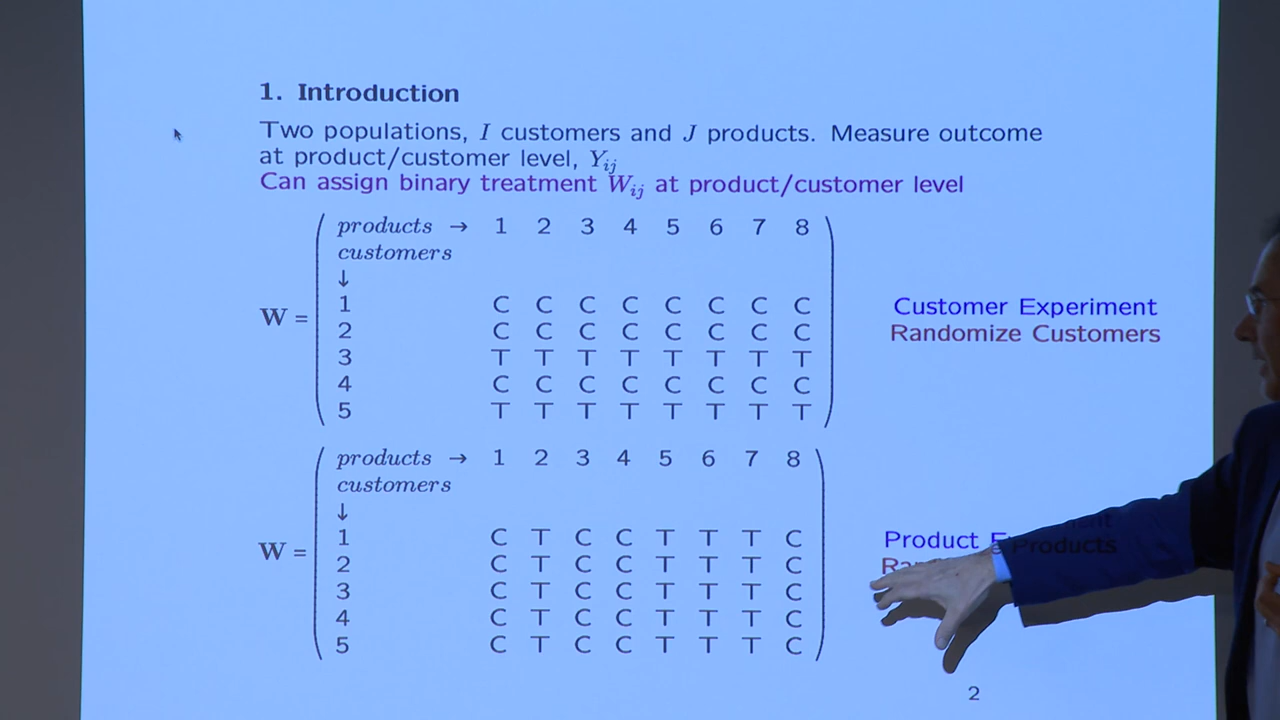 1. Introduction
Two populations, I customers and J products. Measure outcome
at product/customer level, Yij
Can assign binary treatment Wij at product/customer level
products → 1 2 3 4 5 6 7 8
customers
↓
1 C C C C C C C C
W = 2 C C C C C C C C
3 T T T T T T T T
4 C C C C C C C C
5 T T T T T T T T
Customer Experiment
Randomize Customers
products → 1 2 3 4 5 6 7 8
customers
↓
1 C T C C T T T C
W = 2 C T C C T T T C
3 C T C C T T T C
4 C T C C T T T C
5 C T C C T T T C
Product
Products
2